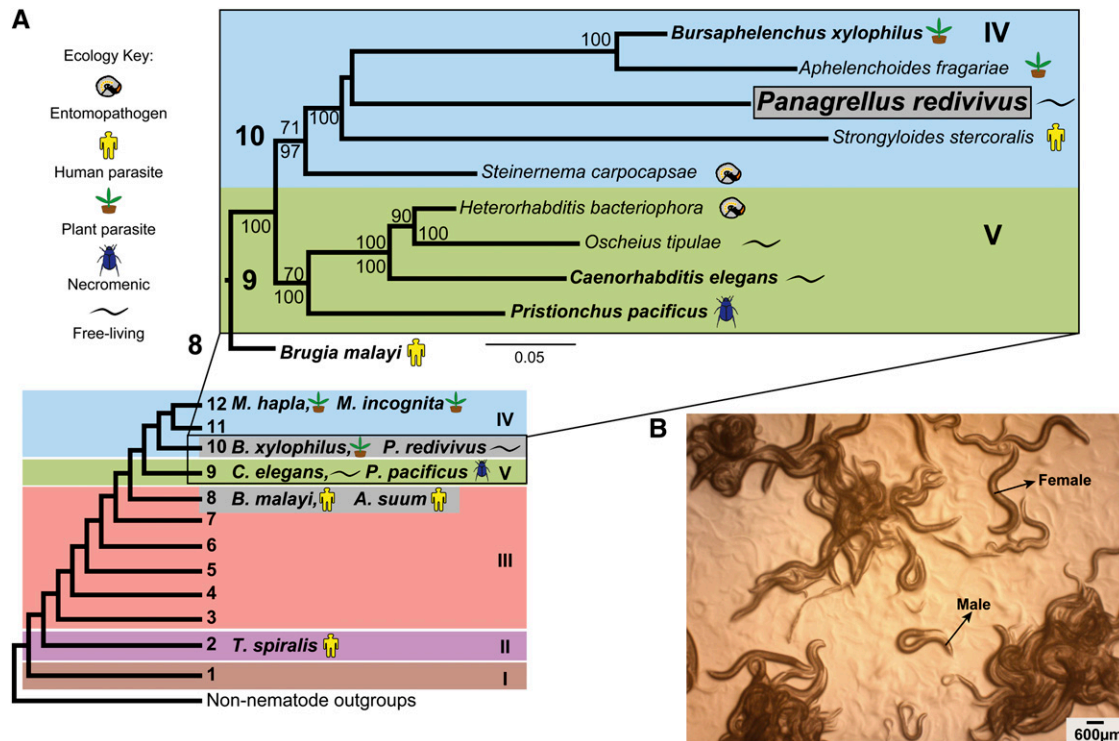 A
Ecology Key:
Entomopathogen
Human parasite
Plant parasite
Necromenic
Free-living
IV
100
Bursaphelenchus xylophilus
Aphelenchoides fragariae
Panagrellus redivivus
10
71
97
100
Strongyloides stercoralis
Steinernema carpocapsae
V
100
90
Heterorhabditis bacteriophora
100
100
Oscheius tipulae
9
70
100
100
Caenorhabditis elegans
Pristionchus pacificus
8
Brugia malayi
0.05
12 M. hapla, M. incognita
IV
11
10 B. xylophilus, P. redivivus
9 C. elegans, P. pacificus V
8 B. malayi, A. suum
7
6
III
5
4
3
2 T. spiralis II
1 I
Non-nematode outgroups
B
Female
Male
600µm